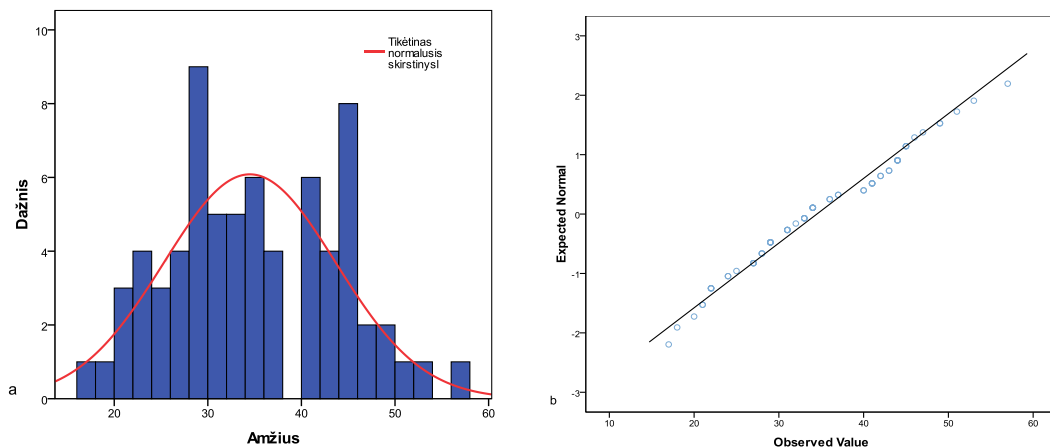 10
8
6
4
2
0
Dažnis
Tikėtinas
normalusis
skirstinysI
20
30
40
50
60
Amžius
a
3
2
1
0
-1
-2
-3
Expected Normal
10
20
30
40
50
60
Observed Value
b